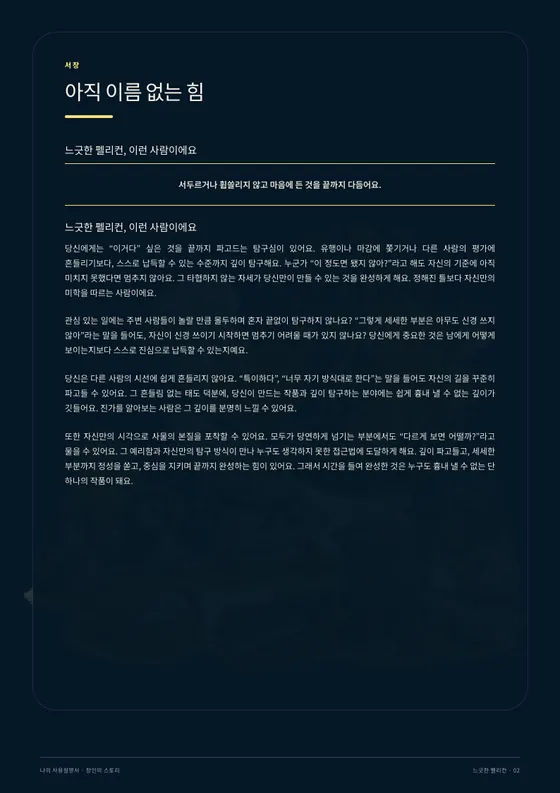 서장
아직 이름 없는 힘
느긋한 펠리컨, 이런 사람이에요
서두르거나 휩쓸리지 않고 마음에 든 것을 끝까지 다듬어요.
느긋한 펠리컨, 이런 사람이에요
당신에게는 “이거다” 싶은 것을 끝까지 파고드는 탐구심이 있어요. 유행이나 마감에 쫓기거나 다른 사람의 평가에
흔들리기보다, 스스로 납득할 수 있는 수준까지 깊이 탐구해요. 누군가 “이 정도면 됐지 않아?”라고 해도 자신의 기준에 아직
미치지 못했다면 멈추지 않아요. 그 타협하지 않는 자세가 당신만이 만들 수 있는 것을 완성하게 해요. 정해진 틀보다 자신만의
미학을 따르는 사람이에요.
관심 있는 일에는 주변 사람들이 놀랄 만큼 몰두하며 혼자 끝없이 탐구하지 않나요? “그렇게 세세한 부분은 아무도 신경 쓰지
않아”라는 말을 들어도, 자신이 신경 쓰이기 시작하면 멈추기 어려울 때가 있지 않나요? 당신에게 중요한 것은 남에게 어떻게
보이는지보다 스스로 진심으로 납득할 수 있는지예요.
당신은 다른 사람의 시선에 쉽게 흔들리지 않아요. “특이하다”, “너무 자기 방식대로 한다”는 말을 들어도 자신의 길을 꾸준히
파고들 수 있어요. 그 흔들림 없는 태도 덕분에, 당신이 만드는 작품과 깊이 탐구하는 분야에는 쉽게 흉내 낼 수 없는 깊이가
깃들어요. 진가를 알아보는 사람은 그 깊이를 분명히 느낄 수 있어요.
또한 자신만의 시각으로 사물의 본질을 포착할 수 있어요. 모두가 당연하게 넘기는 부분에서도 “다르게 보면 어떨까?”라고
물을 수 있어요. 그 예리함과 자신만의 탐구 방식이 만나 누구도 생각하지 못한 접근법에 도달하게 해요. 깊이 파고들고, 세세한
부분까지 정성을 쏟고, 중심을 지키며 끝까지 완성하는 힘이 있어요. 그래서 시간을 들여 완성한 것은 누구도 흉내 낼 수 없는 단
하나의 작품이 돼요.
나의 사용설명서 · 장인의 스토리
느긋한 펠리컨 · 02